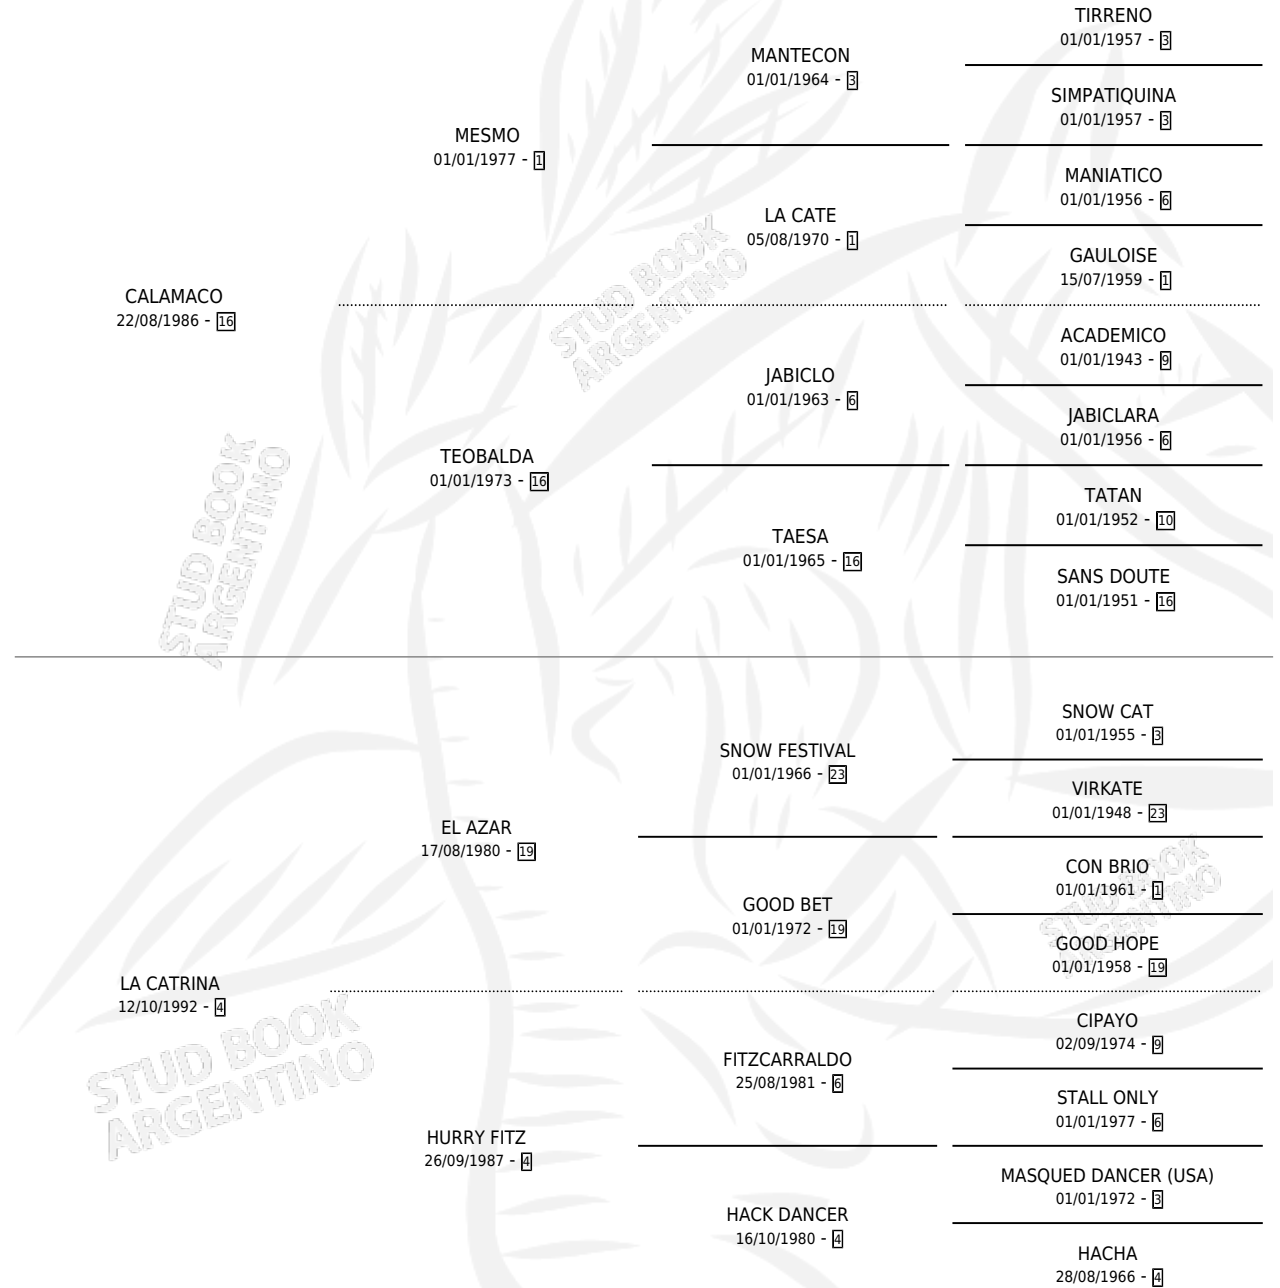 TIRRENO
01/01/1957 - 3
MANTECON
01/01/1964 - 3
SIMPATIQUINA
01/01/1957 - 3
MESMO
01/01/1977 - 1
MANIATICO
01/01/1956 - 6
LA CATE
05/08/1970 - 1
GAULOISE
15/07/1959 - 1
CALAMACO
22/08/1986 - 16
ACADEMICO
01/01/1943 - 9
JABICLO
01/01/1963 - 6
JABICLARA
01/01/1956 - 6
TEOBALDA
01/01/1973 - 16
TATAN
01/01/1952 - 10
TAESA
01/01/1965 - 16
SANS DOUTE
01/01/1951 - 16
STUD BOOK
ARGENTINO
STUD BOOK
ARGENTINO
SNOW CAT
01/01/1955 - 3
SNOW FESTIVAL
01/01/1966 - 23
VIRKATE
01/01/1948 - 23
EL AZAR
17/08/1980 - 19
CON BRIO
01/01/1961 - 1
GOOD BET
01/01/1972 - 19
GOOD HOPE
01/01/1958 - 19
LA CATRINA
12/10/1992 - 4
CIPAYO
02/09/1974 - 9
FITZCARRALDO
25/08/1981 - 6
STALL ONLY
01/01/1977 - 6
HURRY FITZ
26/09/1987 - 4
MASQUED DANCER (USA)
01/01/1972 - 3
HACK DANCER
16/10/1980 - 4
HACHA
28/08/1966 - 4
STUD BOOK
ARGENTINO
STUD BOOK
ARGENTINO